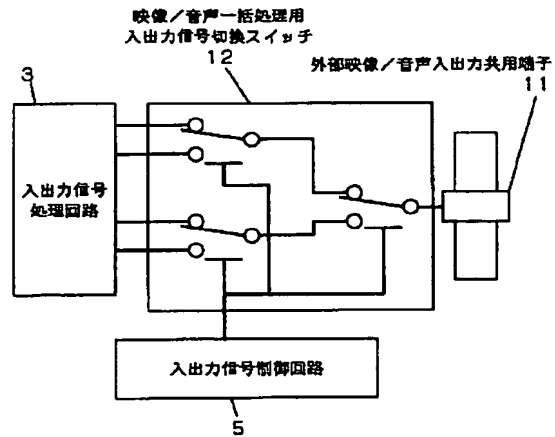 映像／音声一括処理用
入出力信号切換スイッチ
12
外部映像／音声入出力共用端子
11
3
入出力信号
処理回路
入出力信号制御回路
5